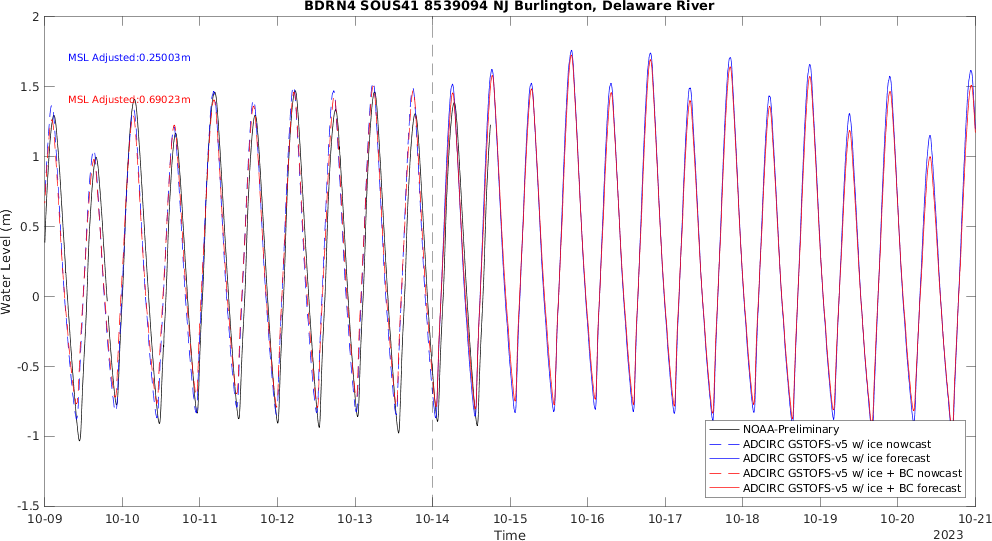 BDRN4 SOUS41 8539094 NJ Burlington, Delaware River
2
MSL Adjusted:0.25003m
1.5
MSL Adjusted:0.69023m
1
0.5
Water Level (m)
0
-0.5
-1
NOAA-Preliminary
ADCIRC GSTOFS-v5 w/ ice nowcast
ADCIRC GSTOFS-v5 w/ ice forecast
ADCIRC GSTOFS-v5 w/ ice + BC nowcast
ADCIRC GSTOFS-v5 w/ ice + BC forecast
-1.5
10-09 10-10 10-11 10-12 10-13 10-14 10-15 10-16 10-17 10-18 10-19 10-20 10-21
Time
2023